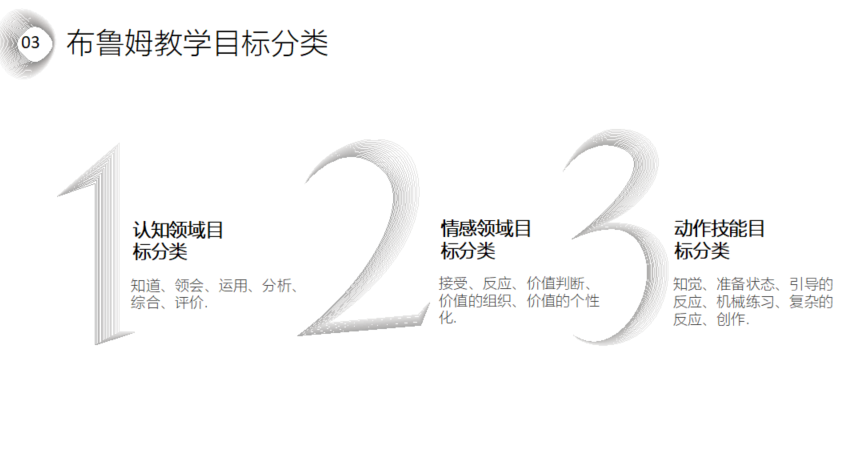 03
布鲁姆教学目标分类
1
认知领域目
标分类
知道、领会、运用、分析、
综合、评价.
2
情感领域目
标分类
接受、反应、价值判断、
价值的组织、价值的个性
化.
3
动作技能目
标分类
知觉、准备状态、引导的
反应、机械练习、复杂的
反应、创作.